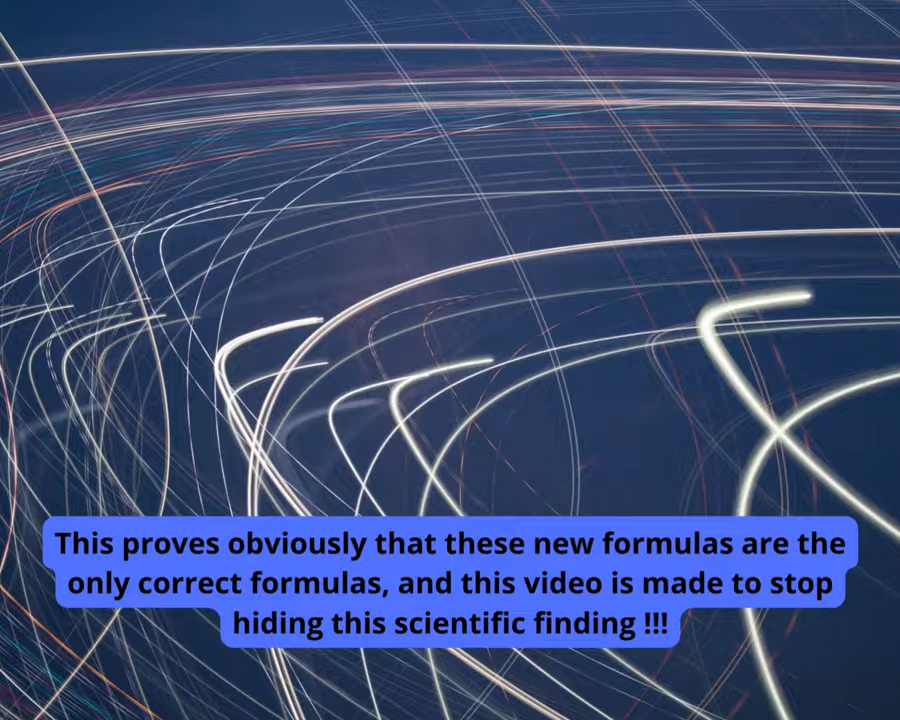 This proves obviously that these new formulas are the
only correct formulas, and this video is made to stop
hiding this scientific finding !!!